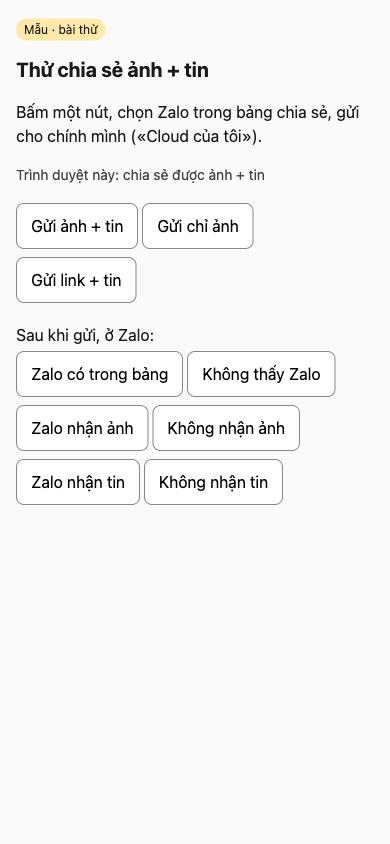 Mẫu · bài thử
Thử chia sẻ ảnh + tin
Bấm một nút, chọn Zalo trong bảng chia sẻ, gửi
cho chính mình («Cloud của tôi»).
Trình duyệt này: chia sẻ được ảnh + tin
Gửi ảnh + tin
Gửi chỉ ảnh
Gửi link + tin
Sau khi gửi, ở Zalo:
Zalo có trong bảng
Không thấy Zalo
Zalo nhận ảnh
Không nhận ảnh
Zalo nhận tin
Không nhận tin